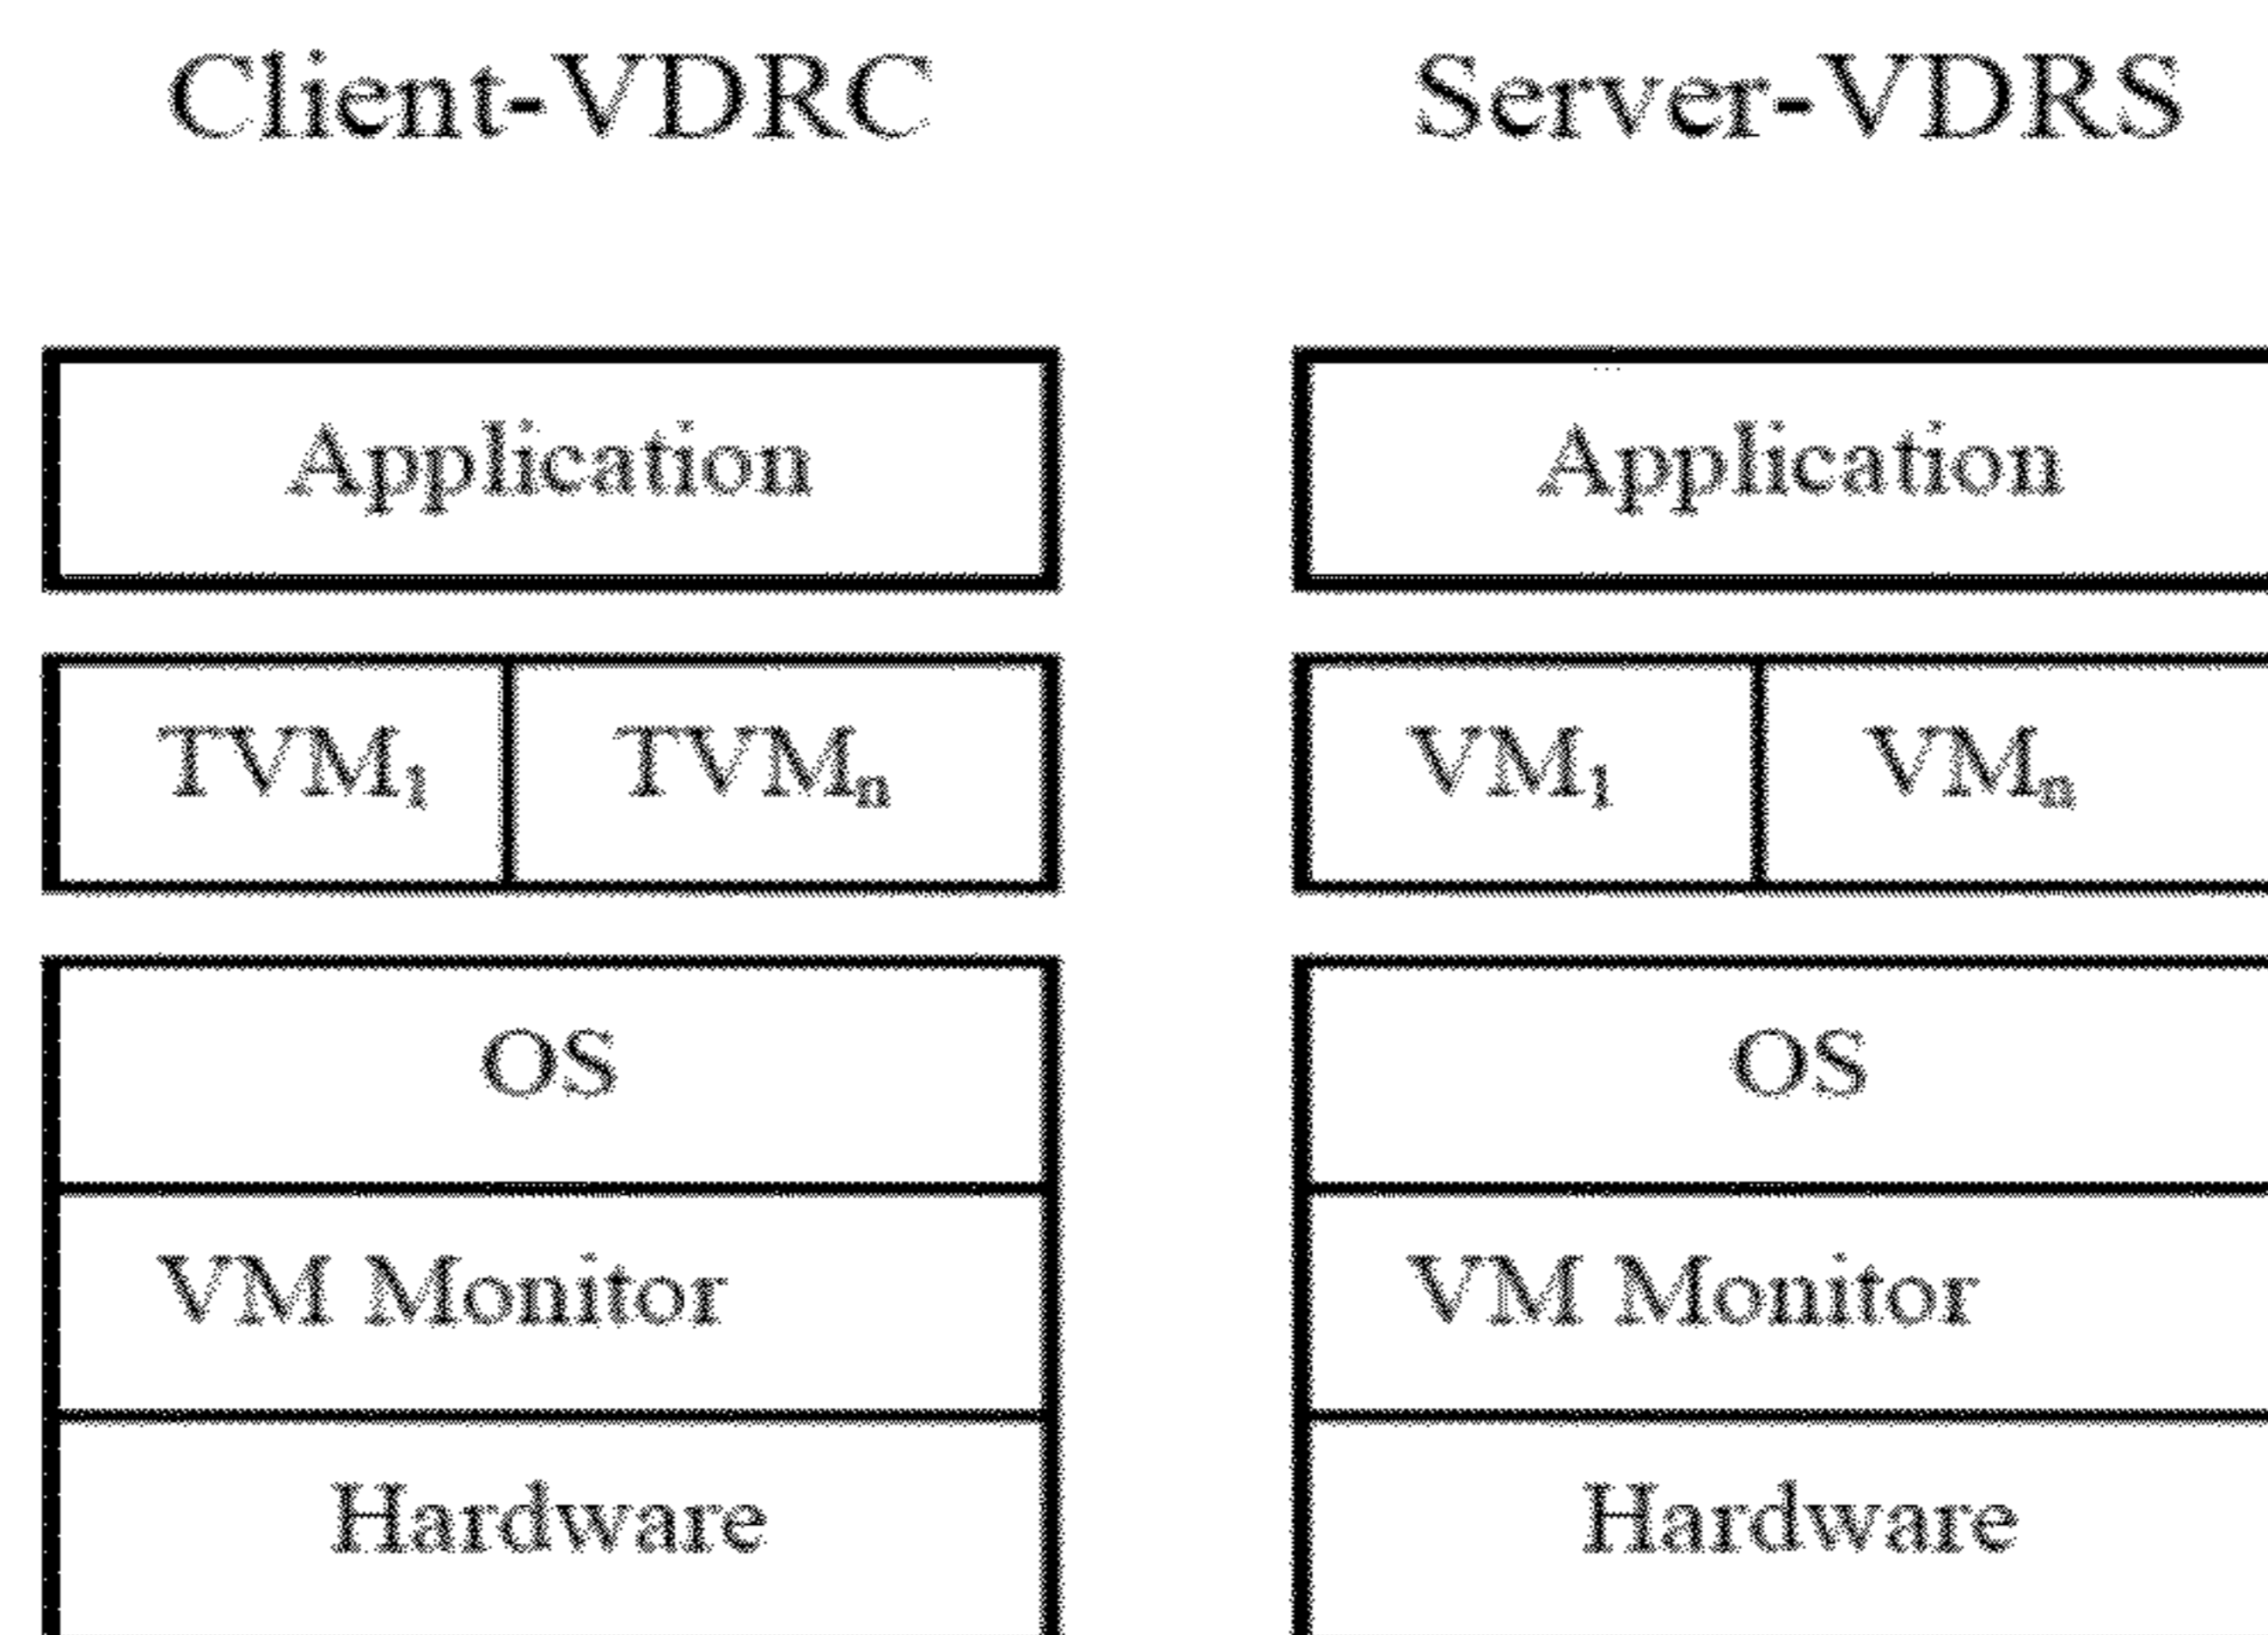 Client-VDRC
Application
TVM₁ TVMₙ
OS
VM Monitor
Hardware
Server-VDRS
Application
VM₁ VMₙ
OS
VM Monitor
Hardware